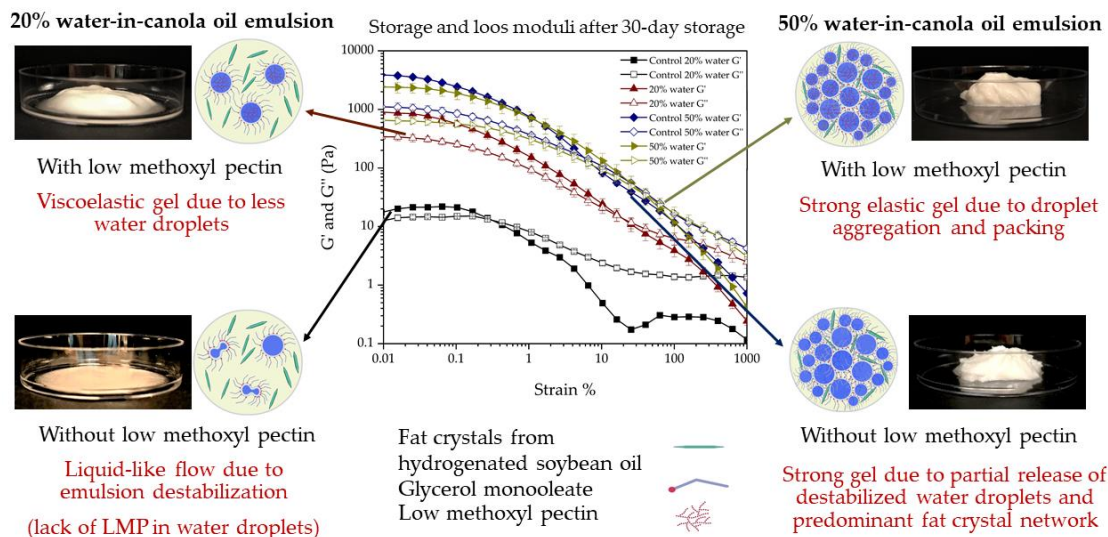 20% water-in-canola oil emulsion
With low methoxyl pectin
Viscoelastic gel due to less
water droplets
Without low methoxyl pectin
Liquid-like flow due to
emulsion destabilization
(lack of LMP in water droplets)
Storage and loos moduli after 30-day storage
G' and G'' (Pa)
10000
1000
100
10
1
0.1
0.01
0.1
1
10
100
1000
Strain %
Control 20% water G'
Control 20% water G''
20% water G'
20% water G''
Control 50% water G'
Control 50% water G''
50% water G'
50% water G''
Fat crystals from
hydrogenated soybean oil
Glycerol monooleate
Low methoxyl pectin
50% water-in-canola oil emulsion
With low methoxyl pectin
Strong elastic gel due to droplet
aggregation and packing
Without low methoxyl pectin
Strong gel due to partial release of
destabilized water droplets and
predominant fat crystal network